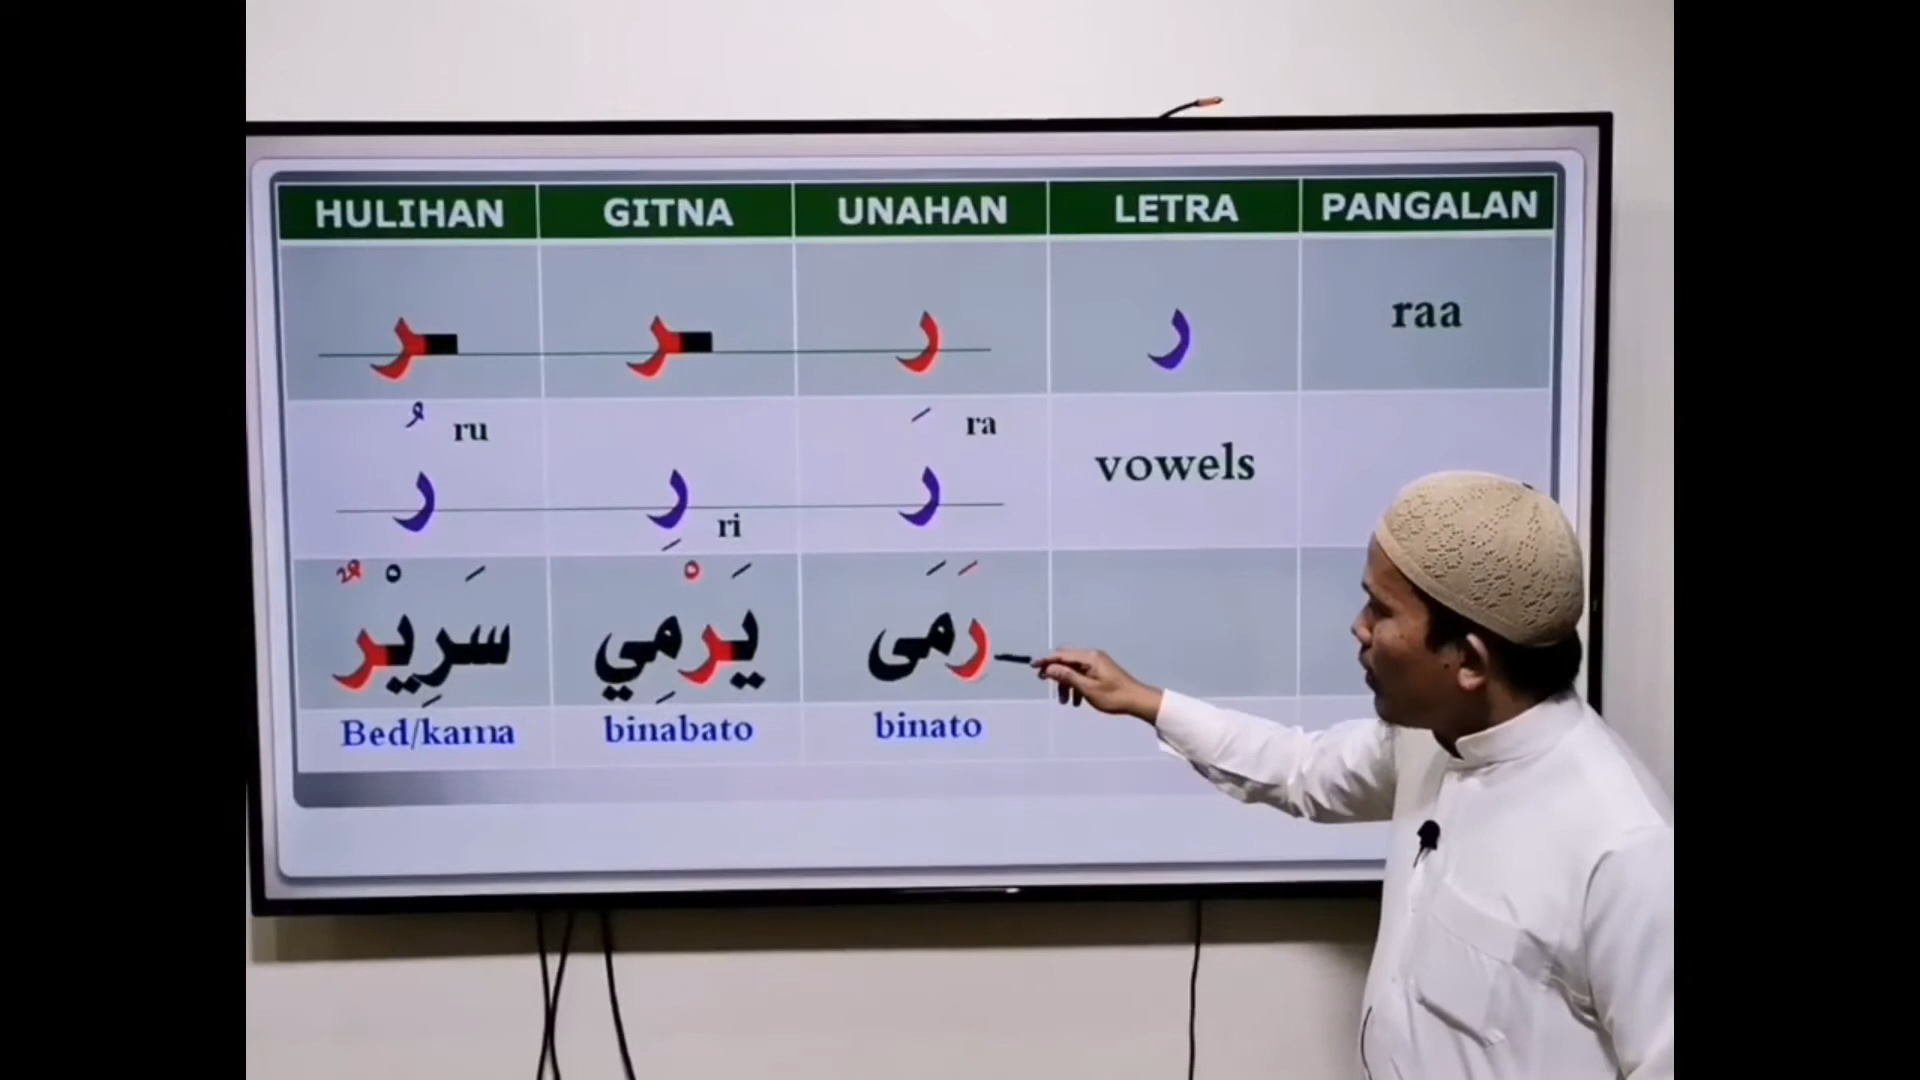 HULIHAN GITNA UNAHAN LETRA PANGALAN
ـر ـر ر ر raa
رُ ru رِ ri رَ ra vowels
سَرِيْرٌ يَرْمِي رَمَى
Bed/kama binabato binato